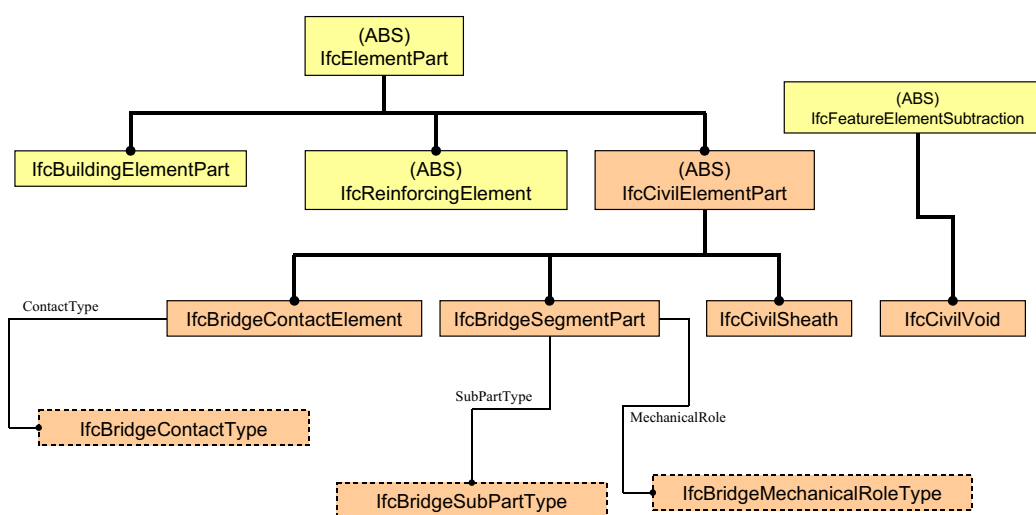 (ABS)
IfcElementPart
(ABS)
IfcFeatureElementSubtraction
IfcBuildingElementPart
(ABS)
IfcReinforcingElement
(ABS)
IfcCivilElementPart
ContactType
IfcBridgeContactElement
IfcBridgeSegmentPart
IfcCivilSheath
IfcCivilVoid
SubPartType
MechanicalRole
IfcBridgeContactType
IfcBridgeSubPartType
IfcBridgeMechanicalRoleType